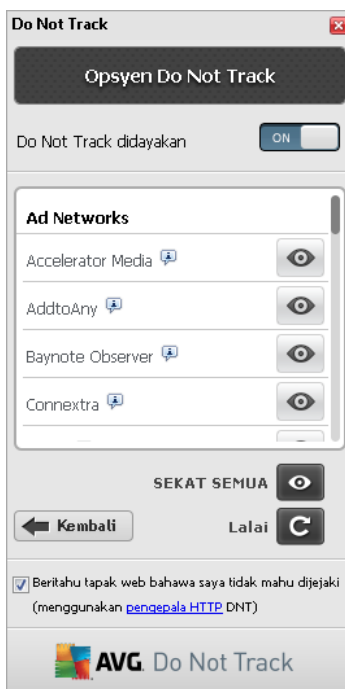 Do Not Track
Opsyen Do Not Track
Do Not Track didayakan
ON
Ad Networks
Accelerator Media
AddtoAny
Baynote Observer
Connextra
SEKAT SEMUA
Kembali
Lalai
Beritahu tapak web bahawa saya tidak mahu dijejaki
(menggunakan pengepala HTTP DNT)
AVG. Do Not Track